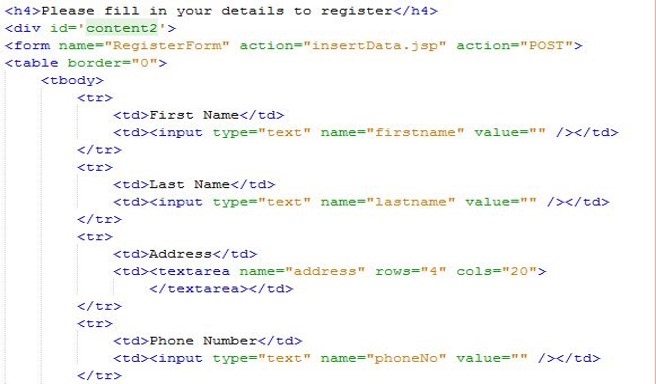 <h4>Please fill in your details to register</h4>
<div id='content2'>
<form name="RegisterForm" action="insertData.jsp" action="POST">
<table border="0">
<tbody>
<tr>
<td>First Name</td>
<td><input type="text" name="firstname" value="" /></td>
</tr>
<tr>
<td>Last Name</td>
<td><input type="text" name="lastname" value="" /></td>
</tr>
<tr>
<td>Address</td>
<td><textarea name="address" rows="4" cols="20">
</textarea></td>
</tr>
<tr>
<td>Phone Number</td>
<td><input type="text" name="phoneNo" value="" /></td>
</tr>